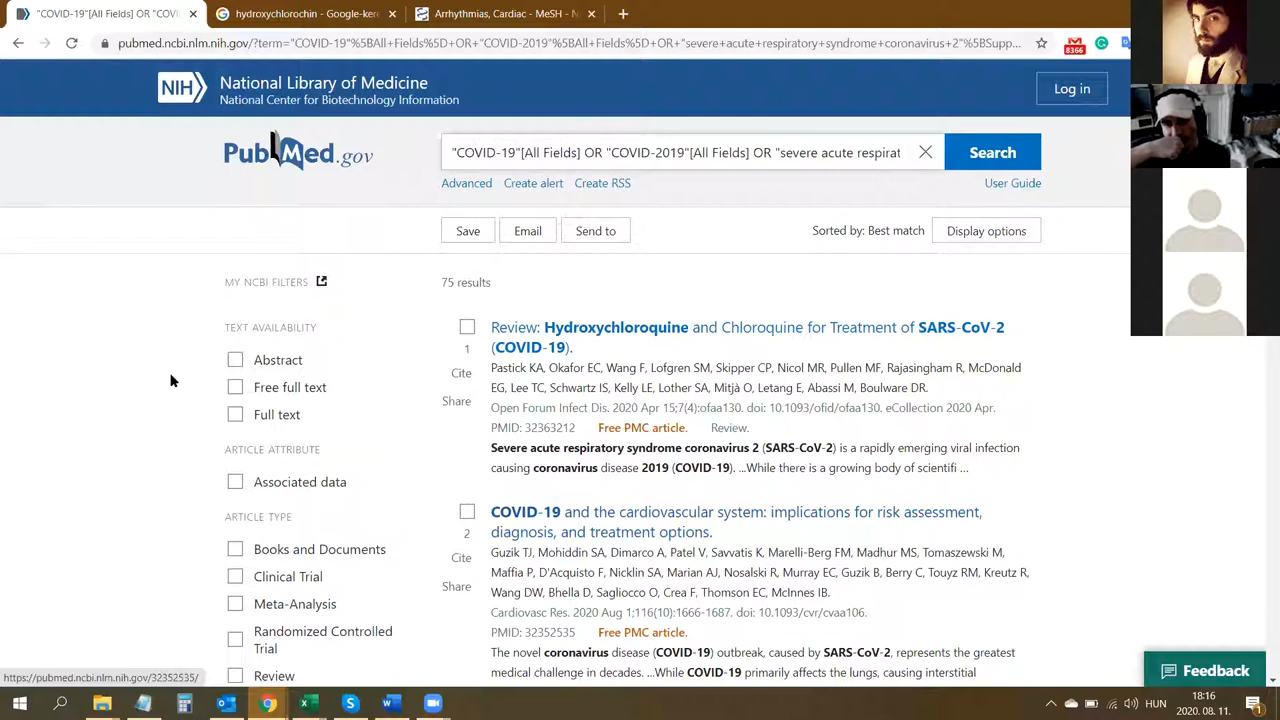 "COVID-19"[All Fields] OR "COV
hydroxychlorochin - Google-ker
Arrhythmias, Cardiac - MeSH - N
pubmed.ncbi.nlm.nih.gov/?term="COVID-19"%5BAll+Fields%5D+OR+"COVID-2019"%5BAll+Fields%5D+OR+"severe+acute+respiratory+syndrome+coronavirus+2"%5BSupp...
8366
NIH
National Library of Medicine
National Center for Biotechnology Information
Log in
PubMed.gov
"COVID-19"[All Fields] OR "COVID-2019"[All Fields] OR "severe acute respirat
Search
Advanced
Create alert
Create RSS
User Guide
Save
Email
Send to
Sorted by: Best match
Display options
MY NCBI FILTERS
75 results
TEXT AVAILABILITY
Abstract
Free full text
Full text
ARTICLE ATTRIBUTE
Associated data
ARTICLE TYPE
Books and Documents
Clinical Trial
Meta-Analysis
Randomized Controlled
Trial
Review
1
Cite
Share
Review: Hydroxychloroquine and Chloroquine for Treatment of SARS-CoV-2
(COVID-19).
Pastick KA, Okafor EC, Wang F, Lofgren SM, Skipper CP, Nicol MR, Pullen MF, Rajasingham R, McDonald
EG, Lee TC, Schwartz IS, Kelly LE, Lother SA, Mitjà O, Letang E, Abassi M, Boulware DR.
Open Forum Infect Dis. 2020 Apr 15;7(4):ofaa130. doi: 10.1093/ofid/ofaa130. eCollection 2020 Apr.
PMID: 32363212 Free PMC article. Review.
Severe acute respiratory syndrome coronavirus 2 (SARS-CoV-2) is a rapidly emerging viral infection
causing coronavirus disease 2019 (COVID-19). ...While there is a growing body of scientifi ...
2
Cite
Share
COVID-19 and the cardiovascular system: implications for risk assessment,
diagnosis, and treatment options.
Guzik TJ, Mohiddin SA, Dimarco A, Patel V, Savvatis K, Marelli-Berg FM, Madhur MS, Tomaszewski M,
Maffia P, D'Acquisto F, Nicklin SA, Marian AJ, Nosalski R, Murray EC, Guzik B, Berry C, Touyz RM, Kreutz R,
Wang DW, Bhella D, Sagliocco O, Crea F, Thomson EC, McInnes IB.
Cardiovasc Res. 2020 Aug 1;116(10):1666-1687. doi: 10.1093/cvr/cvaa106.
PMID: 32352535 Free PMC article.
The novel coronavirus disease (COVID-19) outbreak, caused by SARS-CoV-2, represents the greatest
medical challenge in decades. ...While COVID-19 primarily affects the lungs, causing interstitial
Feedback
https://pubmed.ncbi.nlm.nih.gov/32352535/
HUN
18:16
2020. 08. 11.
1